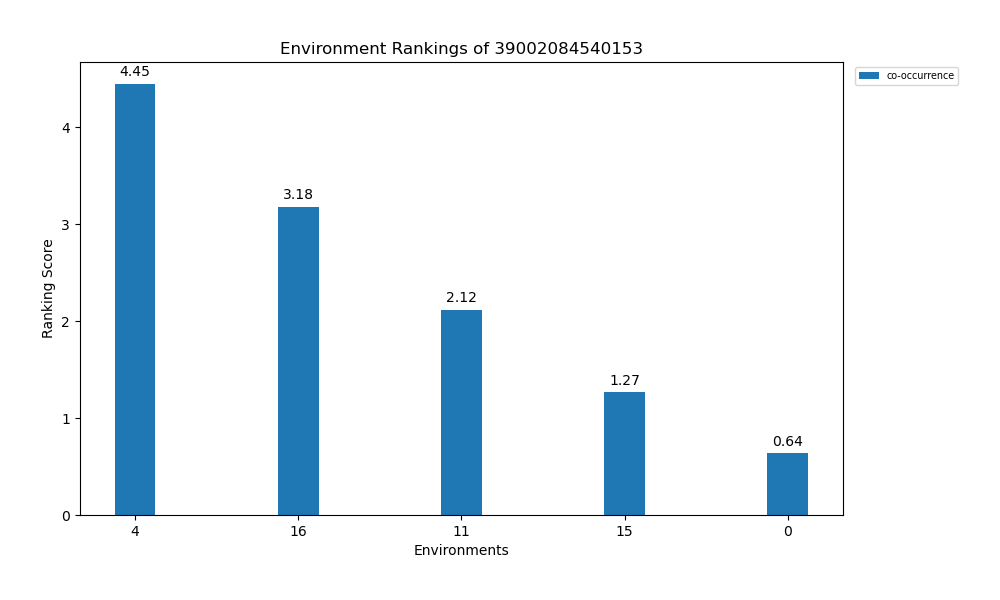 Environment Rankings of 39002084540153
co-occurrence
4.45
3.18
2.12
1.27
0.64
Ranking Score
4
3
2
1
0
4 16 11 15 0
Environments